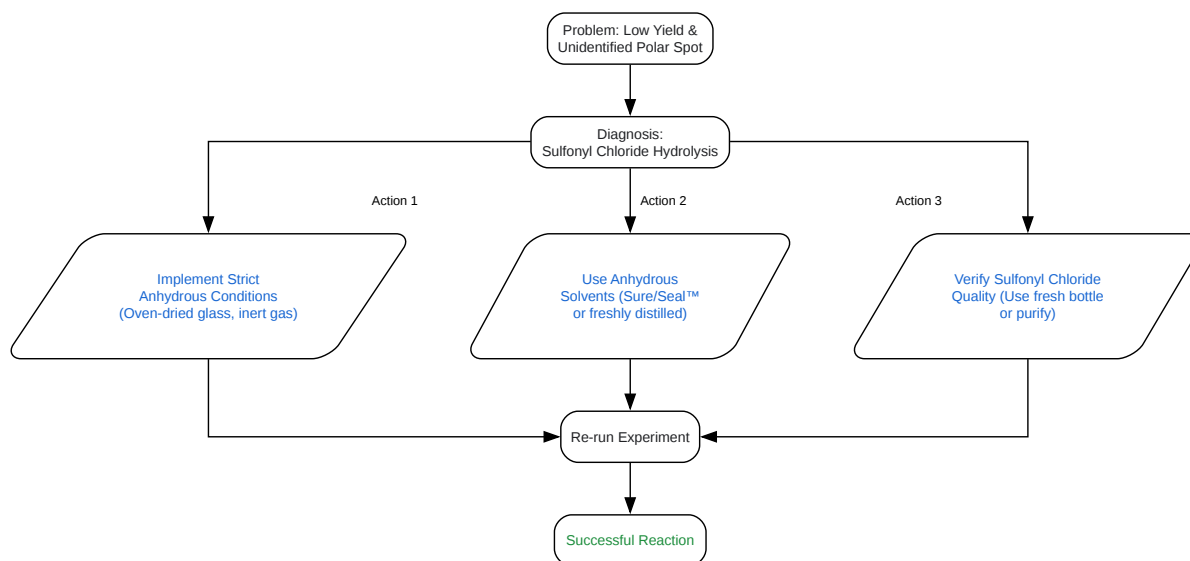 Problem: Low Yield &
Unidentified Polar Spot
Diagnosis:
Sulfonyl Chloride Hydrolysis
Action 1
Action 2
Action 3
Implement Strict
Anhydrous Conditions
(Oven-dried glass, inert gas)
Use Anhydrous
Solvents (Sure/Seal™
or freshly distilled)
Verify Sulfonyl Chloride
Quality (Use fresh bottle
or purify)
Re-run Experiment
Successful Reaction